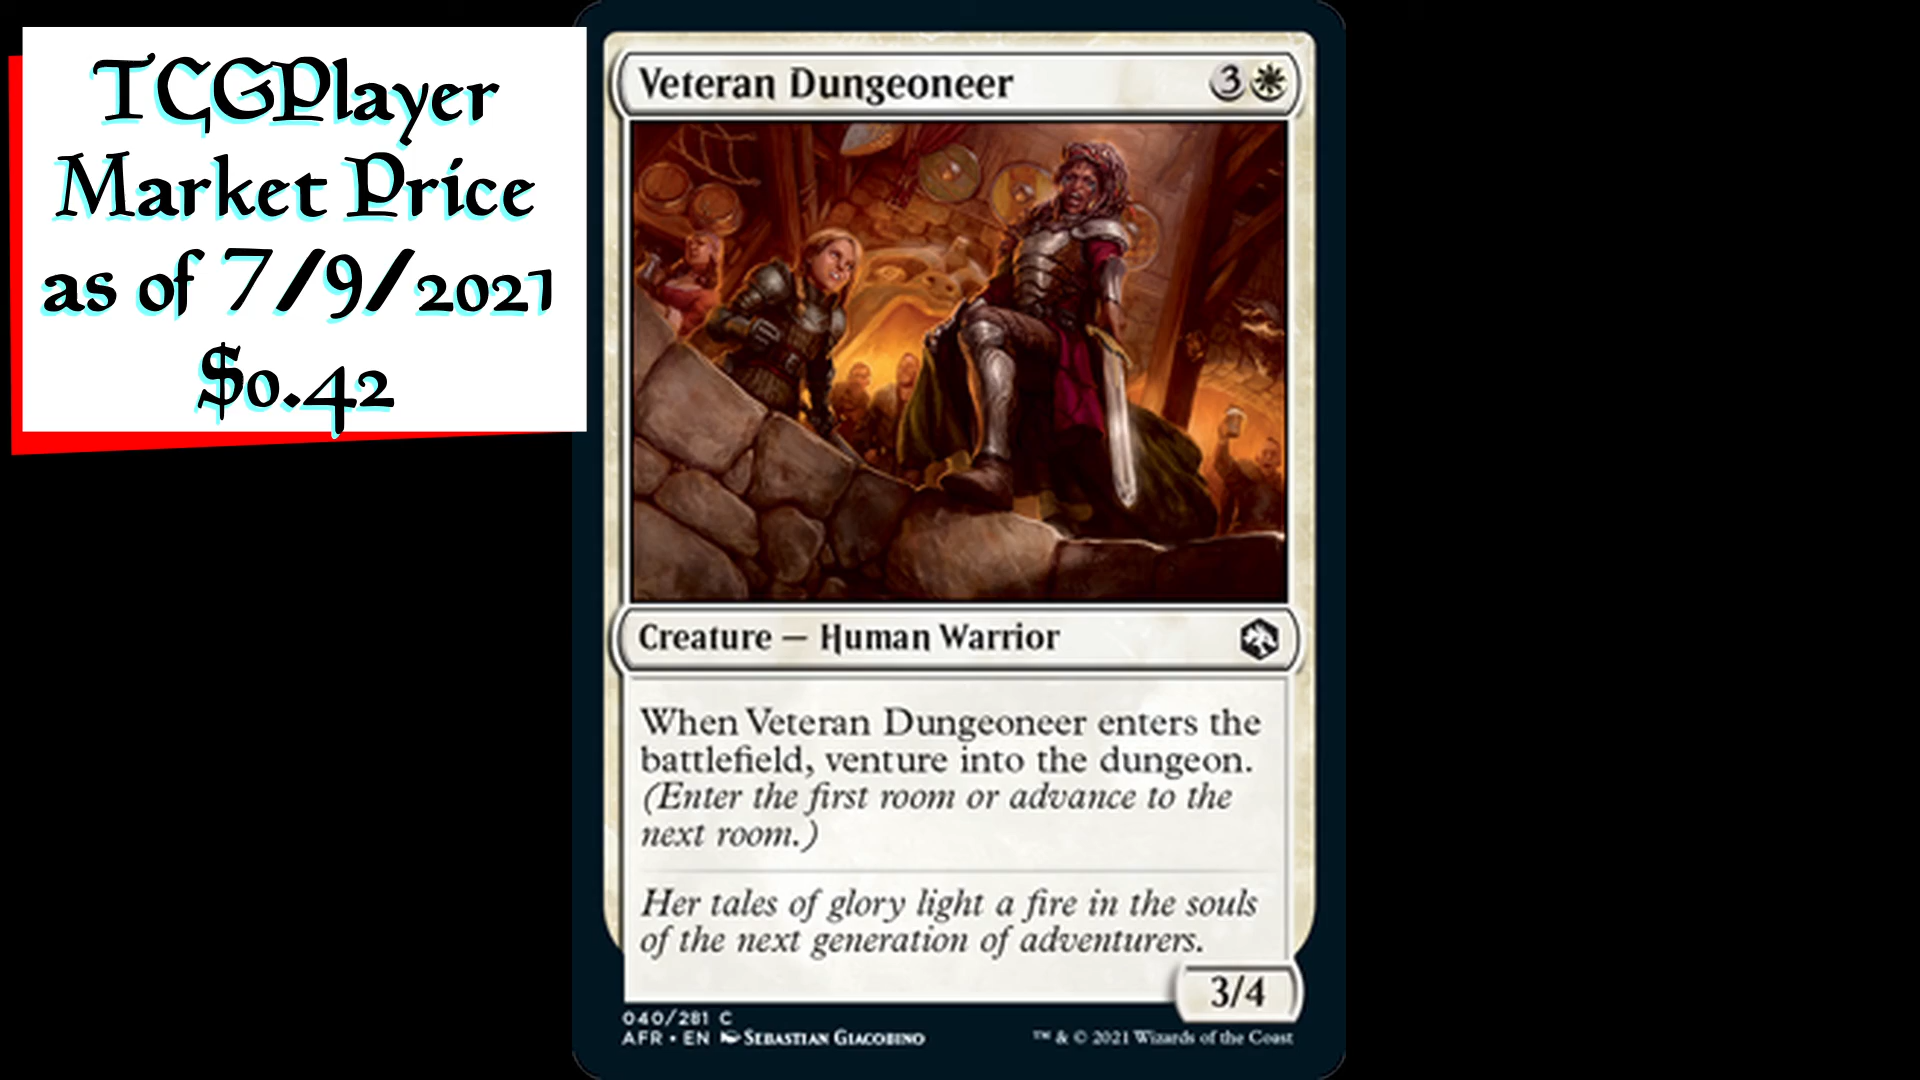 TCGPlayer
Market Price
as of 7/9/2021
$0.42
Veteran Dungeoneer 3
Creature — Human Warrior
When Veteran Dungeoneer enters the
battlefield, venture into the dungeon.
(Enter the first room or advance to the
next room.)
Her tales of glory light a fire in the souls
of the next generation of adventurers.
3/4
040/281 C
AFR • EN Sebastian Giacobino
™ & © 2021 Wizards of the Coast